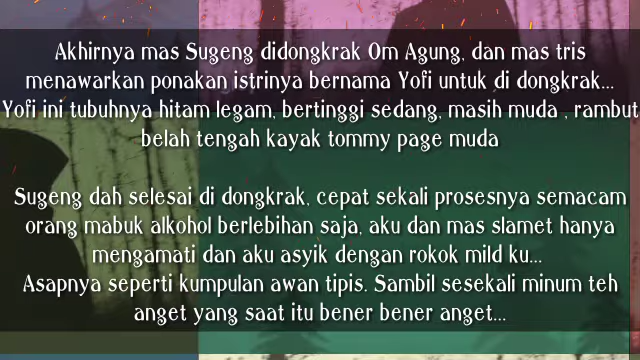 Akhirnya mas Sugeng didongkrak Om Agung, dan mas tris
menawarkan ponakan istrinya bernama Yofi untuk di dongkrak...
Yofi ini tubuhnya hitam legam, bertinggi sedang, masih muda , rambut
belah tengah kayak tommy page muda
Sugeng dah selesai di dongkrak, cepat sekali prosesnya semacam
orang mabuk alkohol berlebihan saja, aku dan mas slamet hanya
mengamati dan aku asyik dengan rokok mild ku...
Asapnya seperti kumpulan awan tipis. Sambil sesekali minum teh
anget yang saat itu bener bener anget...